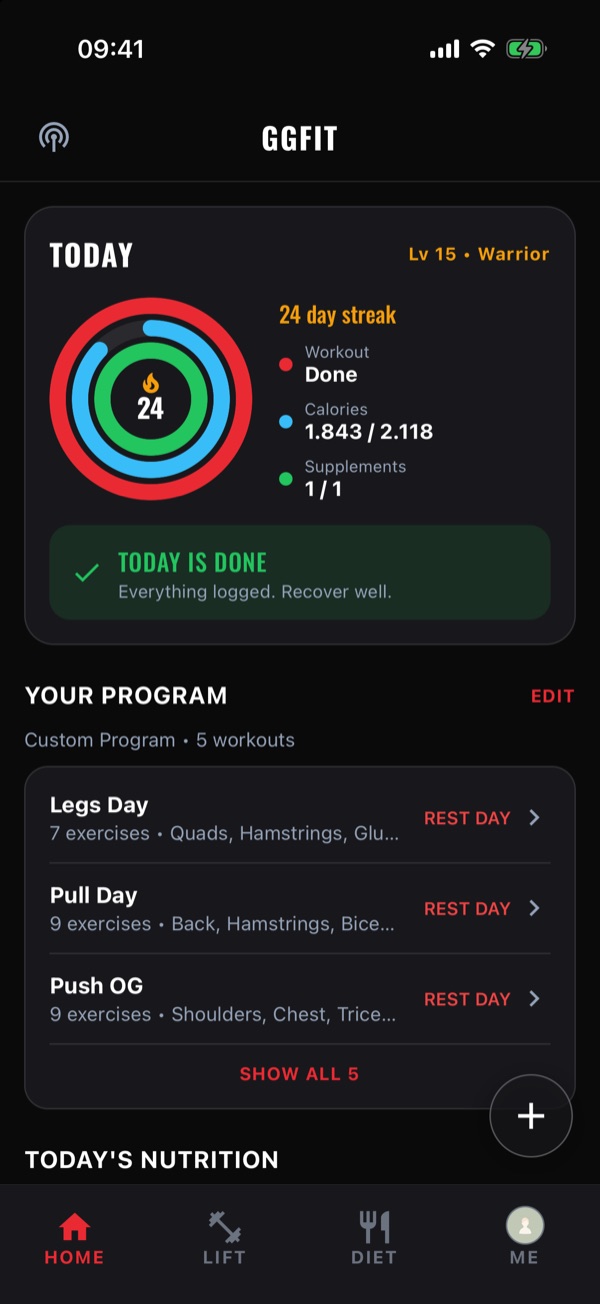 09:41
GGFIT
TODAY
Lv 15 • Warrior
24 day streak
Workout
Done
24
Calories
1.843 / 2.118
Supplements
1 / 1
TODAY IS DONE
Everything logged. Recover well.
YOUR PROGRAM
EDIT
Custom Program • 5 workouts
Legs Day
7 exercises • Quads, Hamstrings, Glu...
REST DAY
Pull Day
9 exercises • Back, Hamstrings, Bice...
REST DAY
Push OG
9 exercises • Shoulders, Chest, Trice...
REST DAY
SHOW ALL 5
TODAY'S NUTRITION
HOME
LIFT
DIET
ME